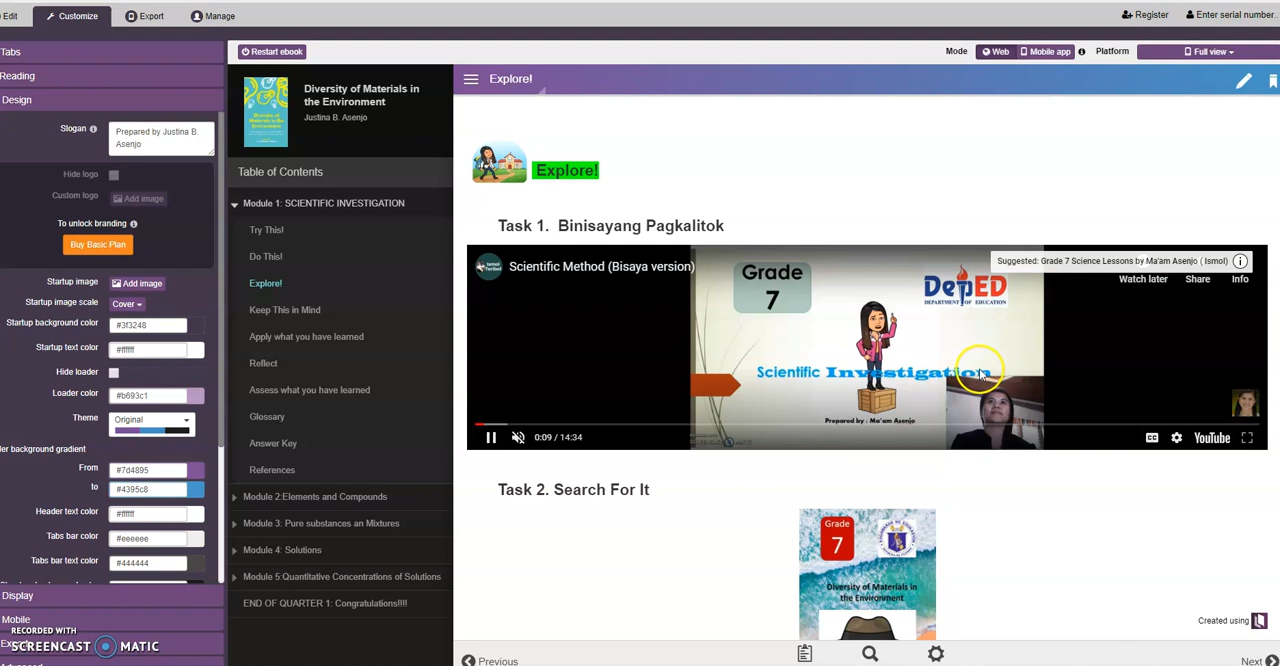 Edit
Customize
Export
Manage
Register
Enter serial number.
Tabs
Reading
Design
Slogan
Prepared by Justina B.
Asenjo
Hide logo
Custom logo
Add image
To unlock branding
Buy Basic Plan
Startup image
Add image
Startup image scale
Cover
Startup background color
#3f3248
Startup text color
#ffffff
Hide loader
Loader color
#b693c1
Theme
Original
der background gradient
From
#7d4895
to
#4395c8
Header text color
#ffffff
Tabs bar color
#eeeeee
Tabs bar text color
#444444
Display
Mobile
RECORDED WITH
SCREENCAST MATIC
Restart ebook
Mode
Web
Mobile app
Platform
Full view
Diversity of Materials in
the Environment
Justina B. Asenjo
Table of Contents
Module 1: SCIENTIFIC INVESTIGATION
Try This!
Do This!
Explore!
Keep This in Mind
Apply what you have learned
Reflect
Assess what you have learned
Glossary
Answer Key
References
Module 2:Elements and Compounds
Module 3: Pure substances an Mixtures
Module 4: Solutions
Module 5:Quantitative Concentrations of Solutions
END OF QUARTER 1: Congratulations!!!!
Explore!
Explore!
Task 1. Binisayang Pagkalitok
Scientific Method (Bisaya version)
Suggested: Grade 7 Science Lessons by Ma'am Asenjo ( Ismol)
Watch later
Share
Info
Grade
7
DepED
DEPARTMENT OF EDUCATION
Scientific Investigation
Prepared by : Ma'am Asenjo
0:09 / 14:34
CC
YouTube
Task 2. Search For It
Grade
7
Diversity of Materials in
the Environment
Created using
Previous
Next